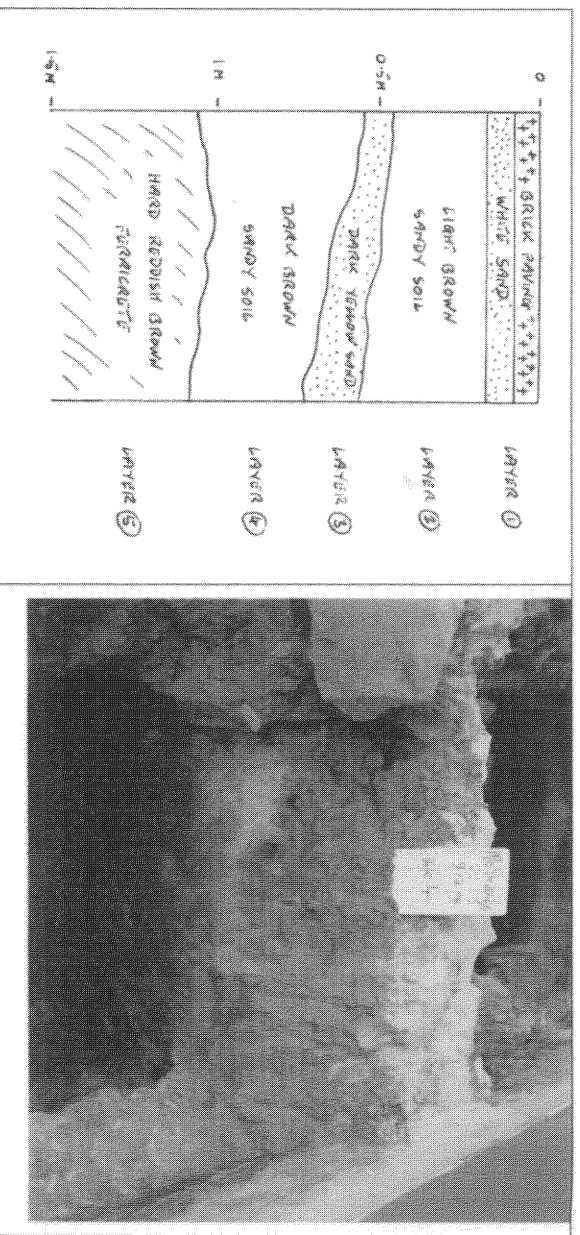 0
0.5M
1M
1.5M
BRICK PAVING
WHITE SAND
LIGHT BROWN
SANDY SOIL
DARK YELLOW SAND
DARK BROWN
SANDY SOIL
HARD REDDISH BROWN
FERRICRETE
LAYER ①
LAYER ②
LAYER ③
LAYER ④
LAYER ⑤